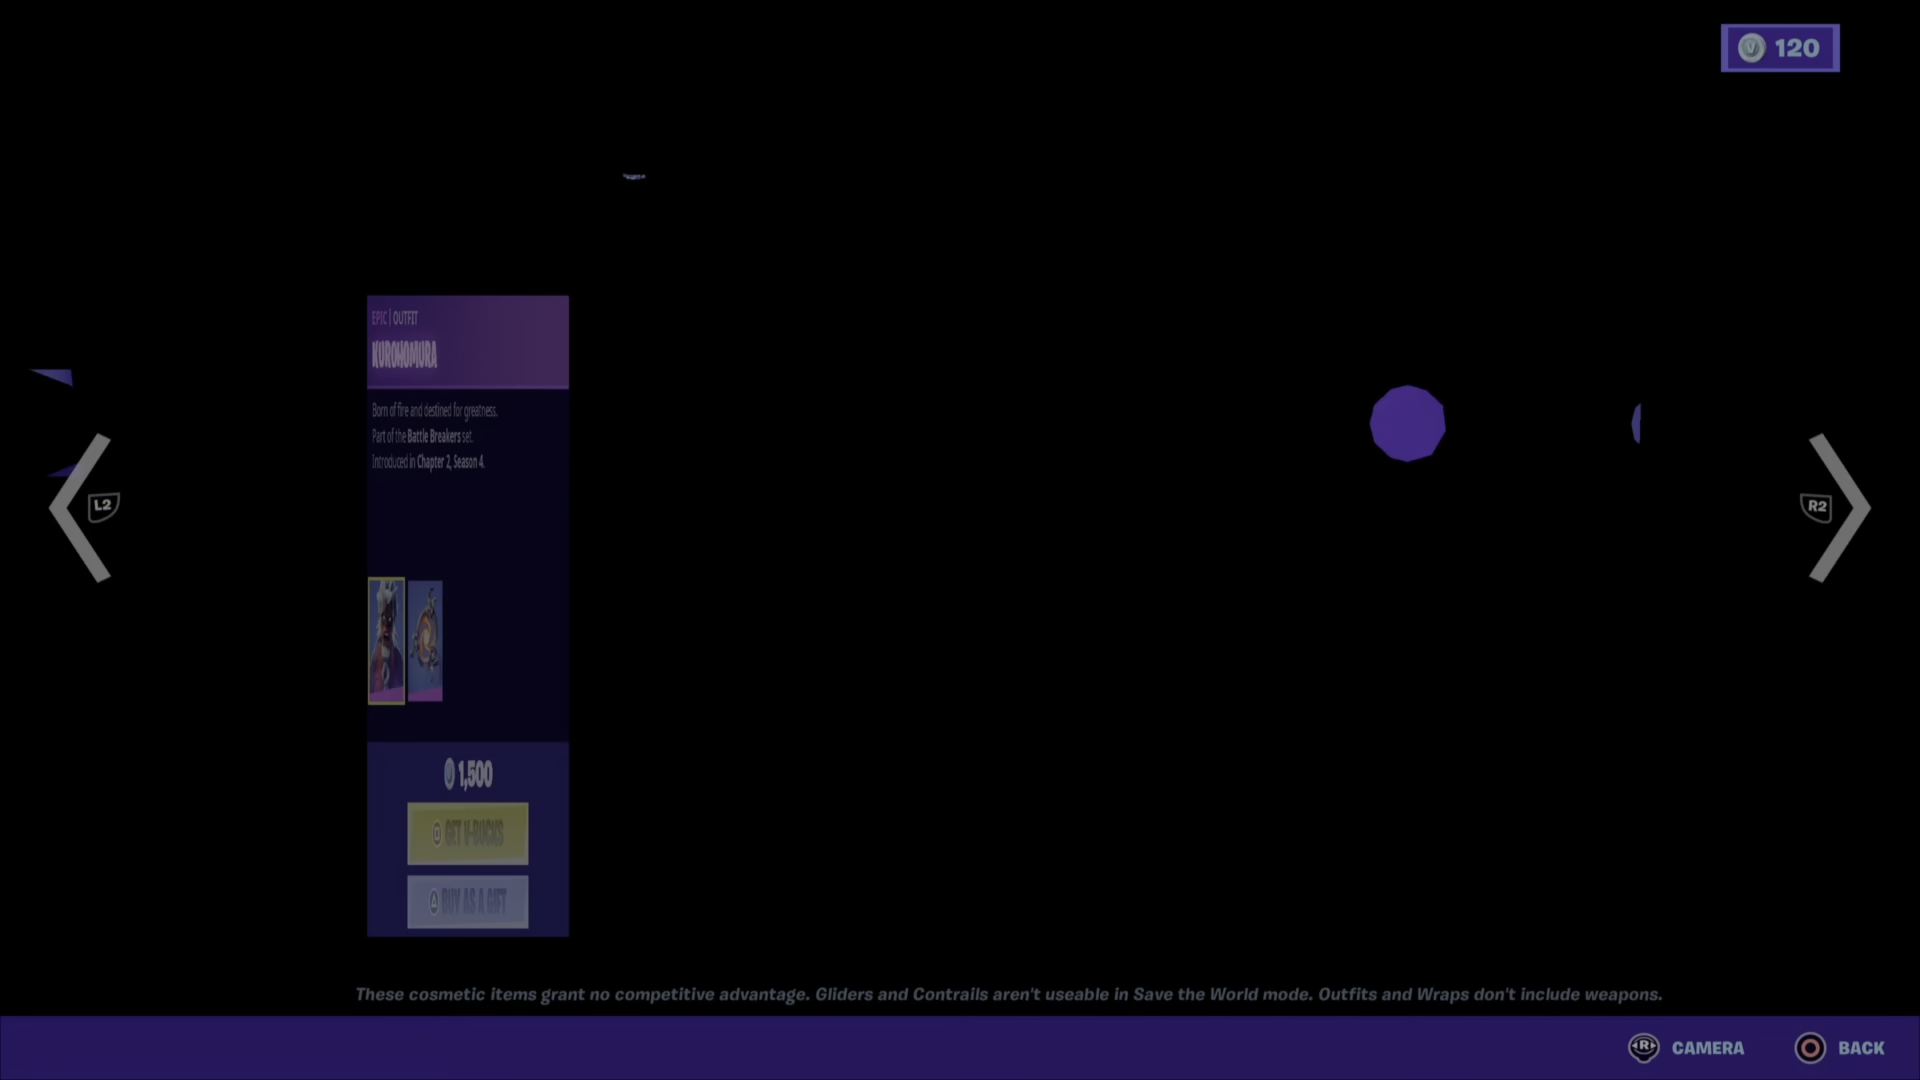 120
EPIC | OUTFIT
KUROHOMURA
Born of fire and destined for greatness.
Part of the Battle Breakers set.
Introduced in Chapter 2, Season 4.
L2
R2
1,500
GET V-BUCKS
BUY AS A GIFT
These cosmetic items grant no competitive advantage. Gliders and Contrails aren't useable in Save the World mode. Outfits and Wraps don't include weapons.
R CAMERA
BACK